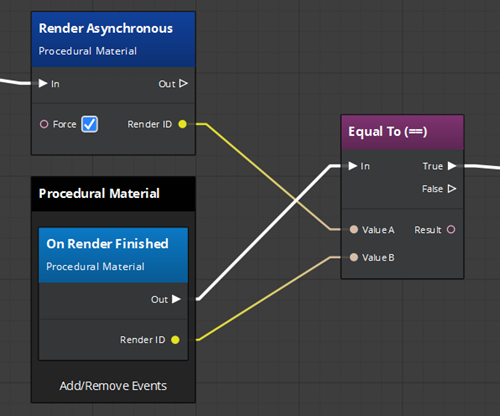 Render Asynchronous
Procedural Material
In Out
Force Render ID
Procedural Material
On Render Finished
Procedural Material
Out
Render ID
Add/Remove Events
Equal To (==)
In True
False
Value A Result
Value B